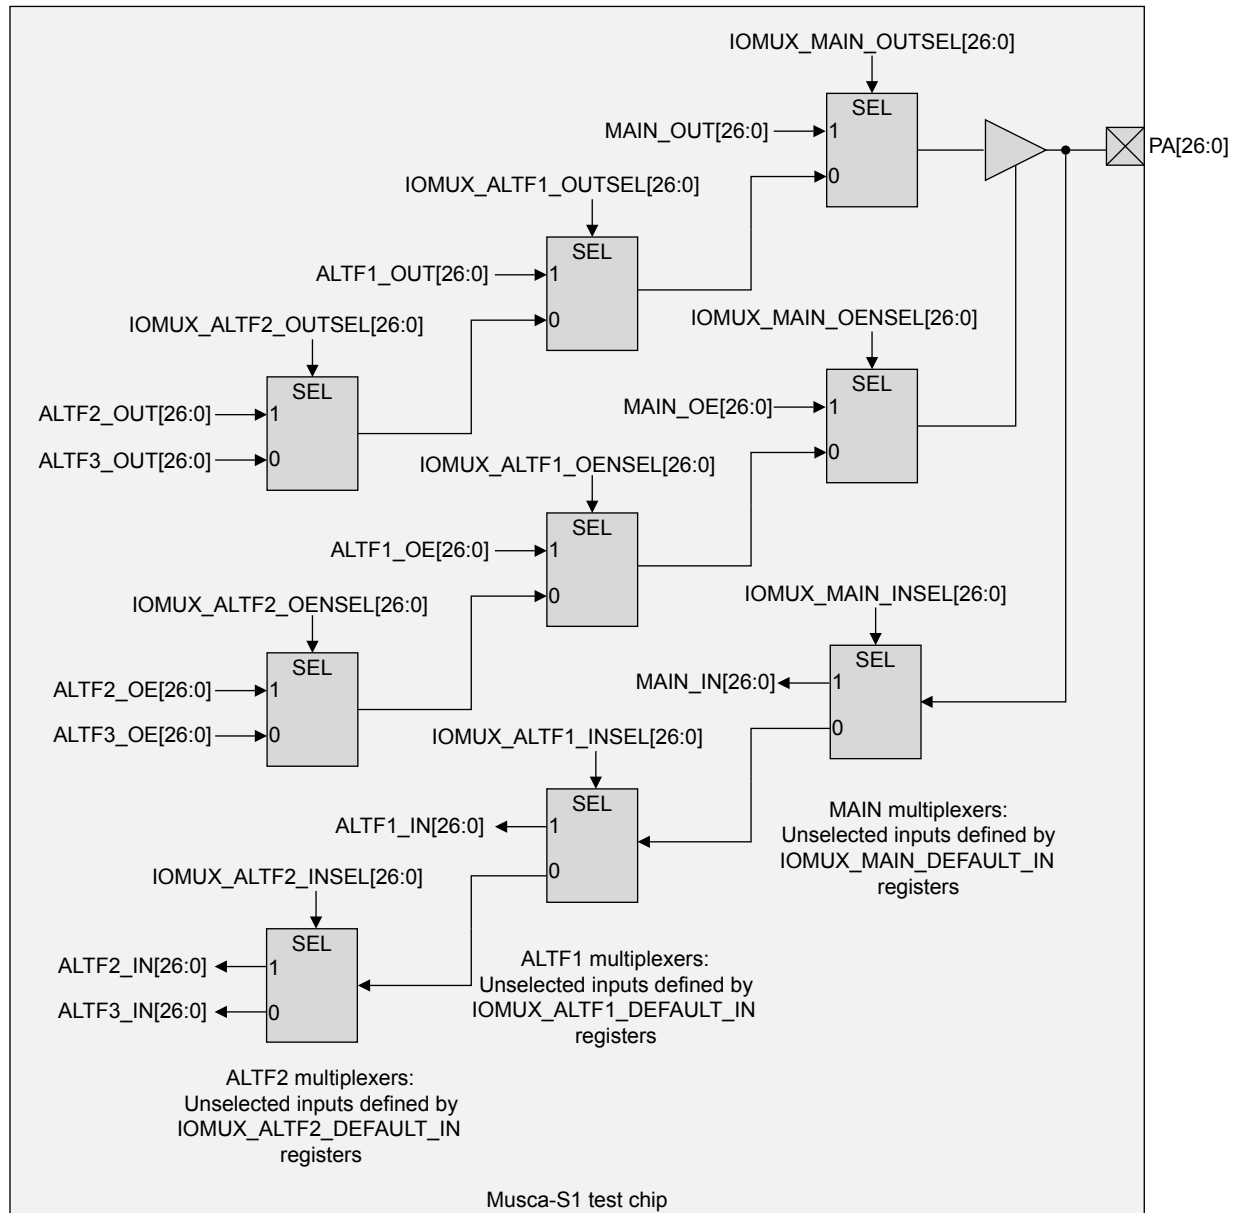 IOMUX_MAIN_OUTSEL[26:0]
SEL
MAIN_OUT[26:0]
1
PA[26:0]
0
IOMUX_ALTF1_OUTSEL[26:0]
SEL
ALTF1_OUT[26:0]
1
0
IOMUX_ALTF2_OUTSEL[26:0]
SEL
ALTF2_OUT[26:0]
1
ALTF3_OUT[26:0]
0
IOMUX_MAIN_OENSEL[26:0]
SEL
MAIN_OE[26:0]
1
0
IOMUX_ALTF1_OENSEL[26:0]
SEL
ALTF1_OE[26:0]
1
0
IOMUX_ALTF2_OENSEL[26:0]
SEL
ALTF2_OE[26:0]
1
ALTF3_OE[26:0]
0
IOMUX_MAIN_INSEL[26:0]
SEL
MAIN_IN[26:0]
1
0
IOMUX_ALTF1_INSEL[26:0]
SEL
ALTF1_IN[26:0]
1
0
MAIN multiplexers:
Unselected inputs defined by
IOMUX_MAIN_DEFAULT_IN
registers
IOMUX_ALTF2_INSEL[26:0]
SEL
ALTF2_IN[26:0]
1
ALTF3_IN[26:0]
0
ALTF1 multiplexers:
Unselected inputs defined by
IOMUX_ALTF1_DEFAULT_IN
registers
ALTF2 multiplexers:
Unselected inputs defined by
IOMUX_ALTF2_DEFAULT_IN
registers
Musca-S1 test chip